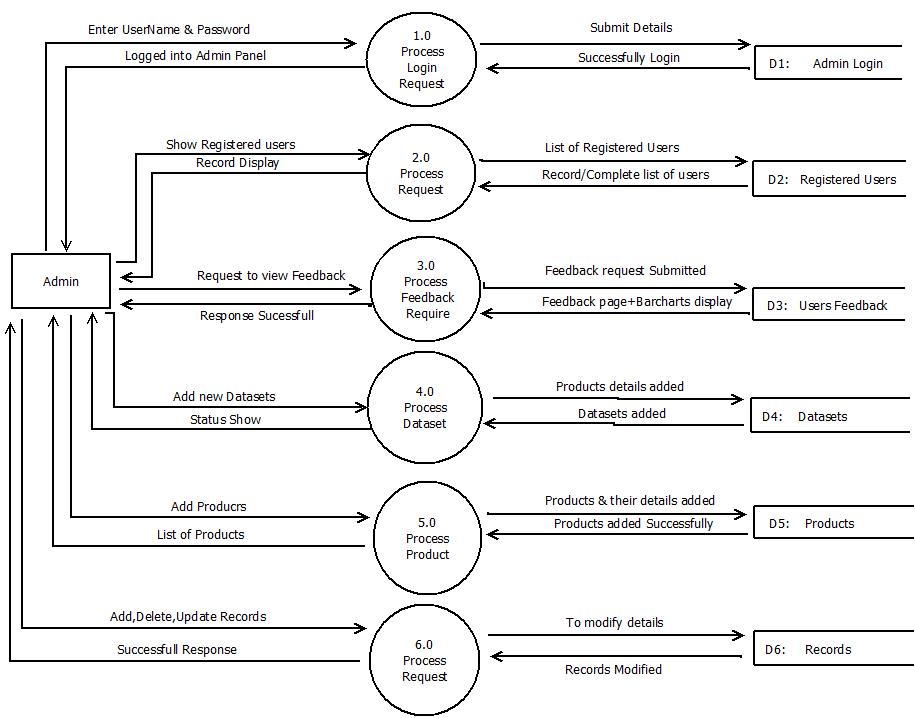 Enter UserName & Password
Logged into Admin Panel
1.0
Process
Login
Request
Submit Details
Successfully Login
D1: Admin Login
Show Registered users
Record Display
2.0
Process
Request
List of Registered Users
Record/Complete list of users
D2: Registered Users
Admin
Request to view Feedback
Response Sucessfull
3.0
Process
Feedback
Require
Feedback request Submitted
Feedback page+Barcharts display
D3: Users Feedback
Add new Datasets
Status Show
4.0
Process
Dataset
Products details added
Datasets added
D4: Datasets
Add Producrs
List of Products
5.0
Process
Product
Products & their details added
Products added Successfully
D5: Products
Add,Delete,Update Records
Successfull Response
6.0
Process
Request
To modify details
Records Modified
D6: Records